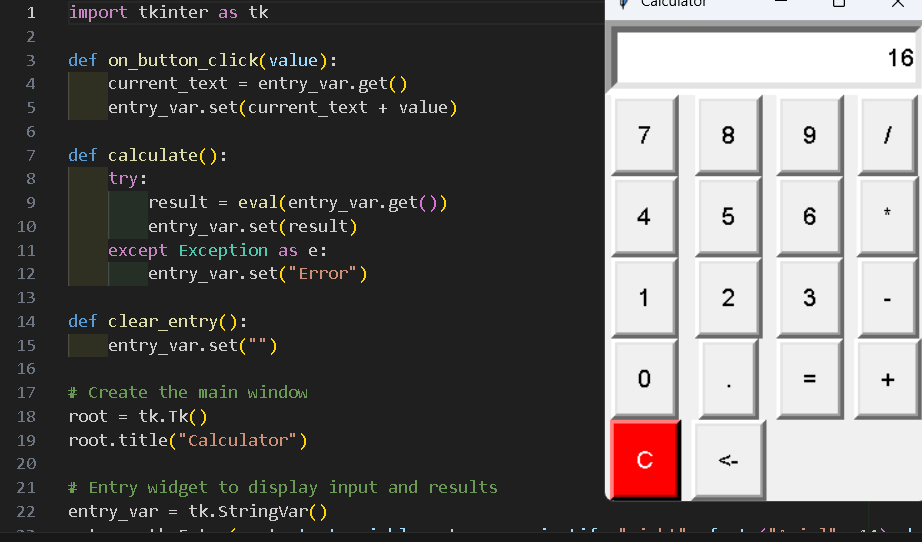 1 import tkinter as tk
2
3 def on_button_click(value):
4 current_text = entry_var.get()
5 entry_var.set(current_text + value)
6
7 def calculate():
8 try:
9 result = eval(entry_var.get())
10 entry_var.set(result)
11 except Exception as e:
12 entry_var.set("Error")
13
14 def clear_entry():
15 entry_var.set("")
16
17 # Create the main window
18 root = tk.Tk()
19 root.title("Calculator")
20
21 # Entry widget to display input and results
22 entry_var = tk.StringVar()
Calculator
16
7 8 9 /
4 5 6 *
1 2 3 -
0 . = +
C <-